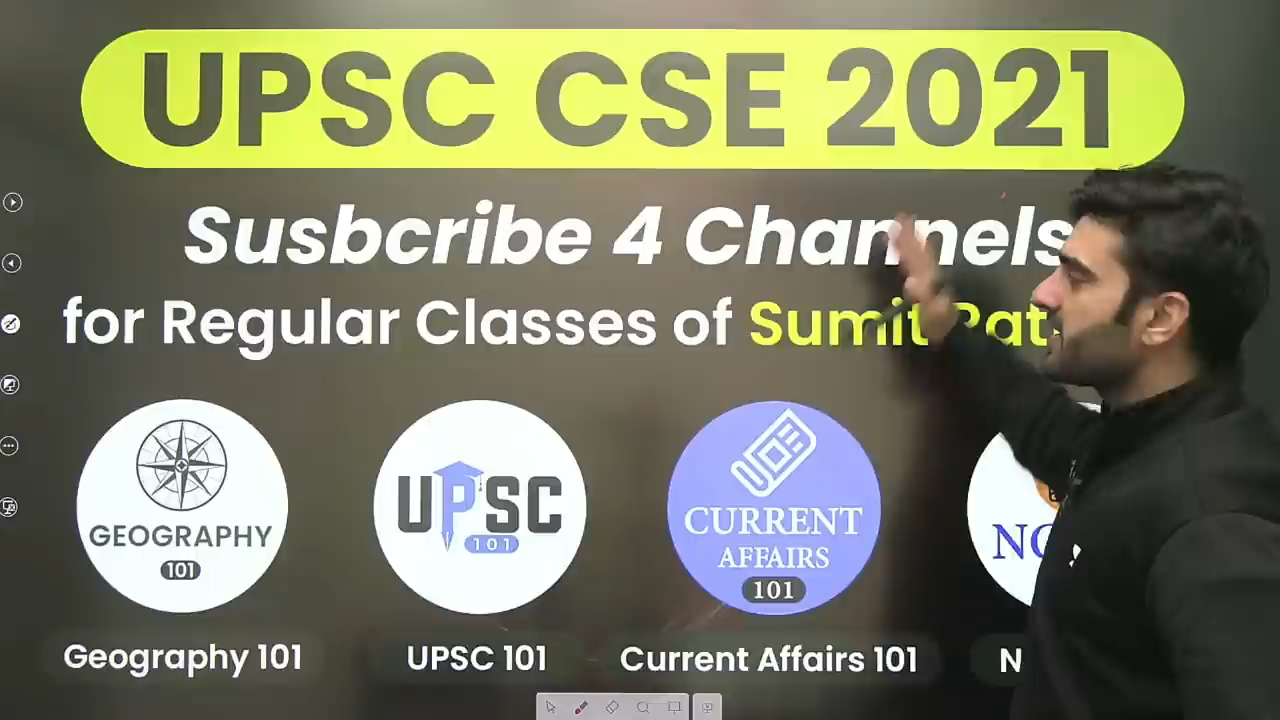 UPSC CSE 2021
Susbcribe 4 Channels
for Regular Classes of Sumit
GEOGRAPHY
101
UPSC
101
CURRENT
AFFAIRS
101
Geography 101
UPSC 101
Current Affairs 101